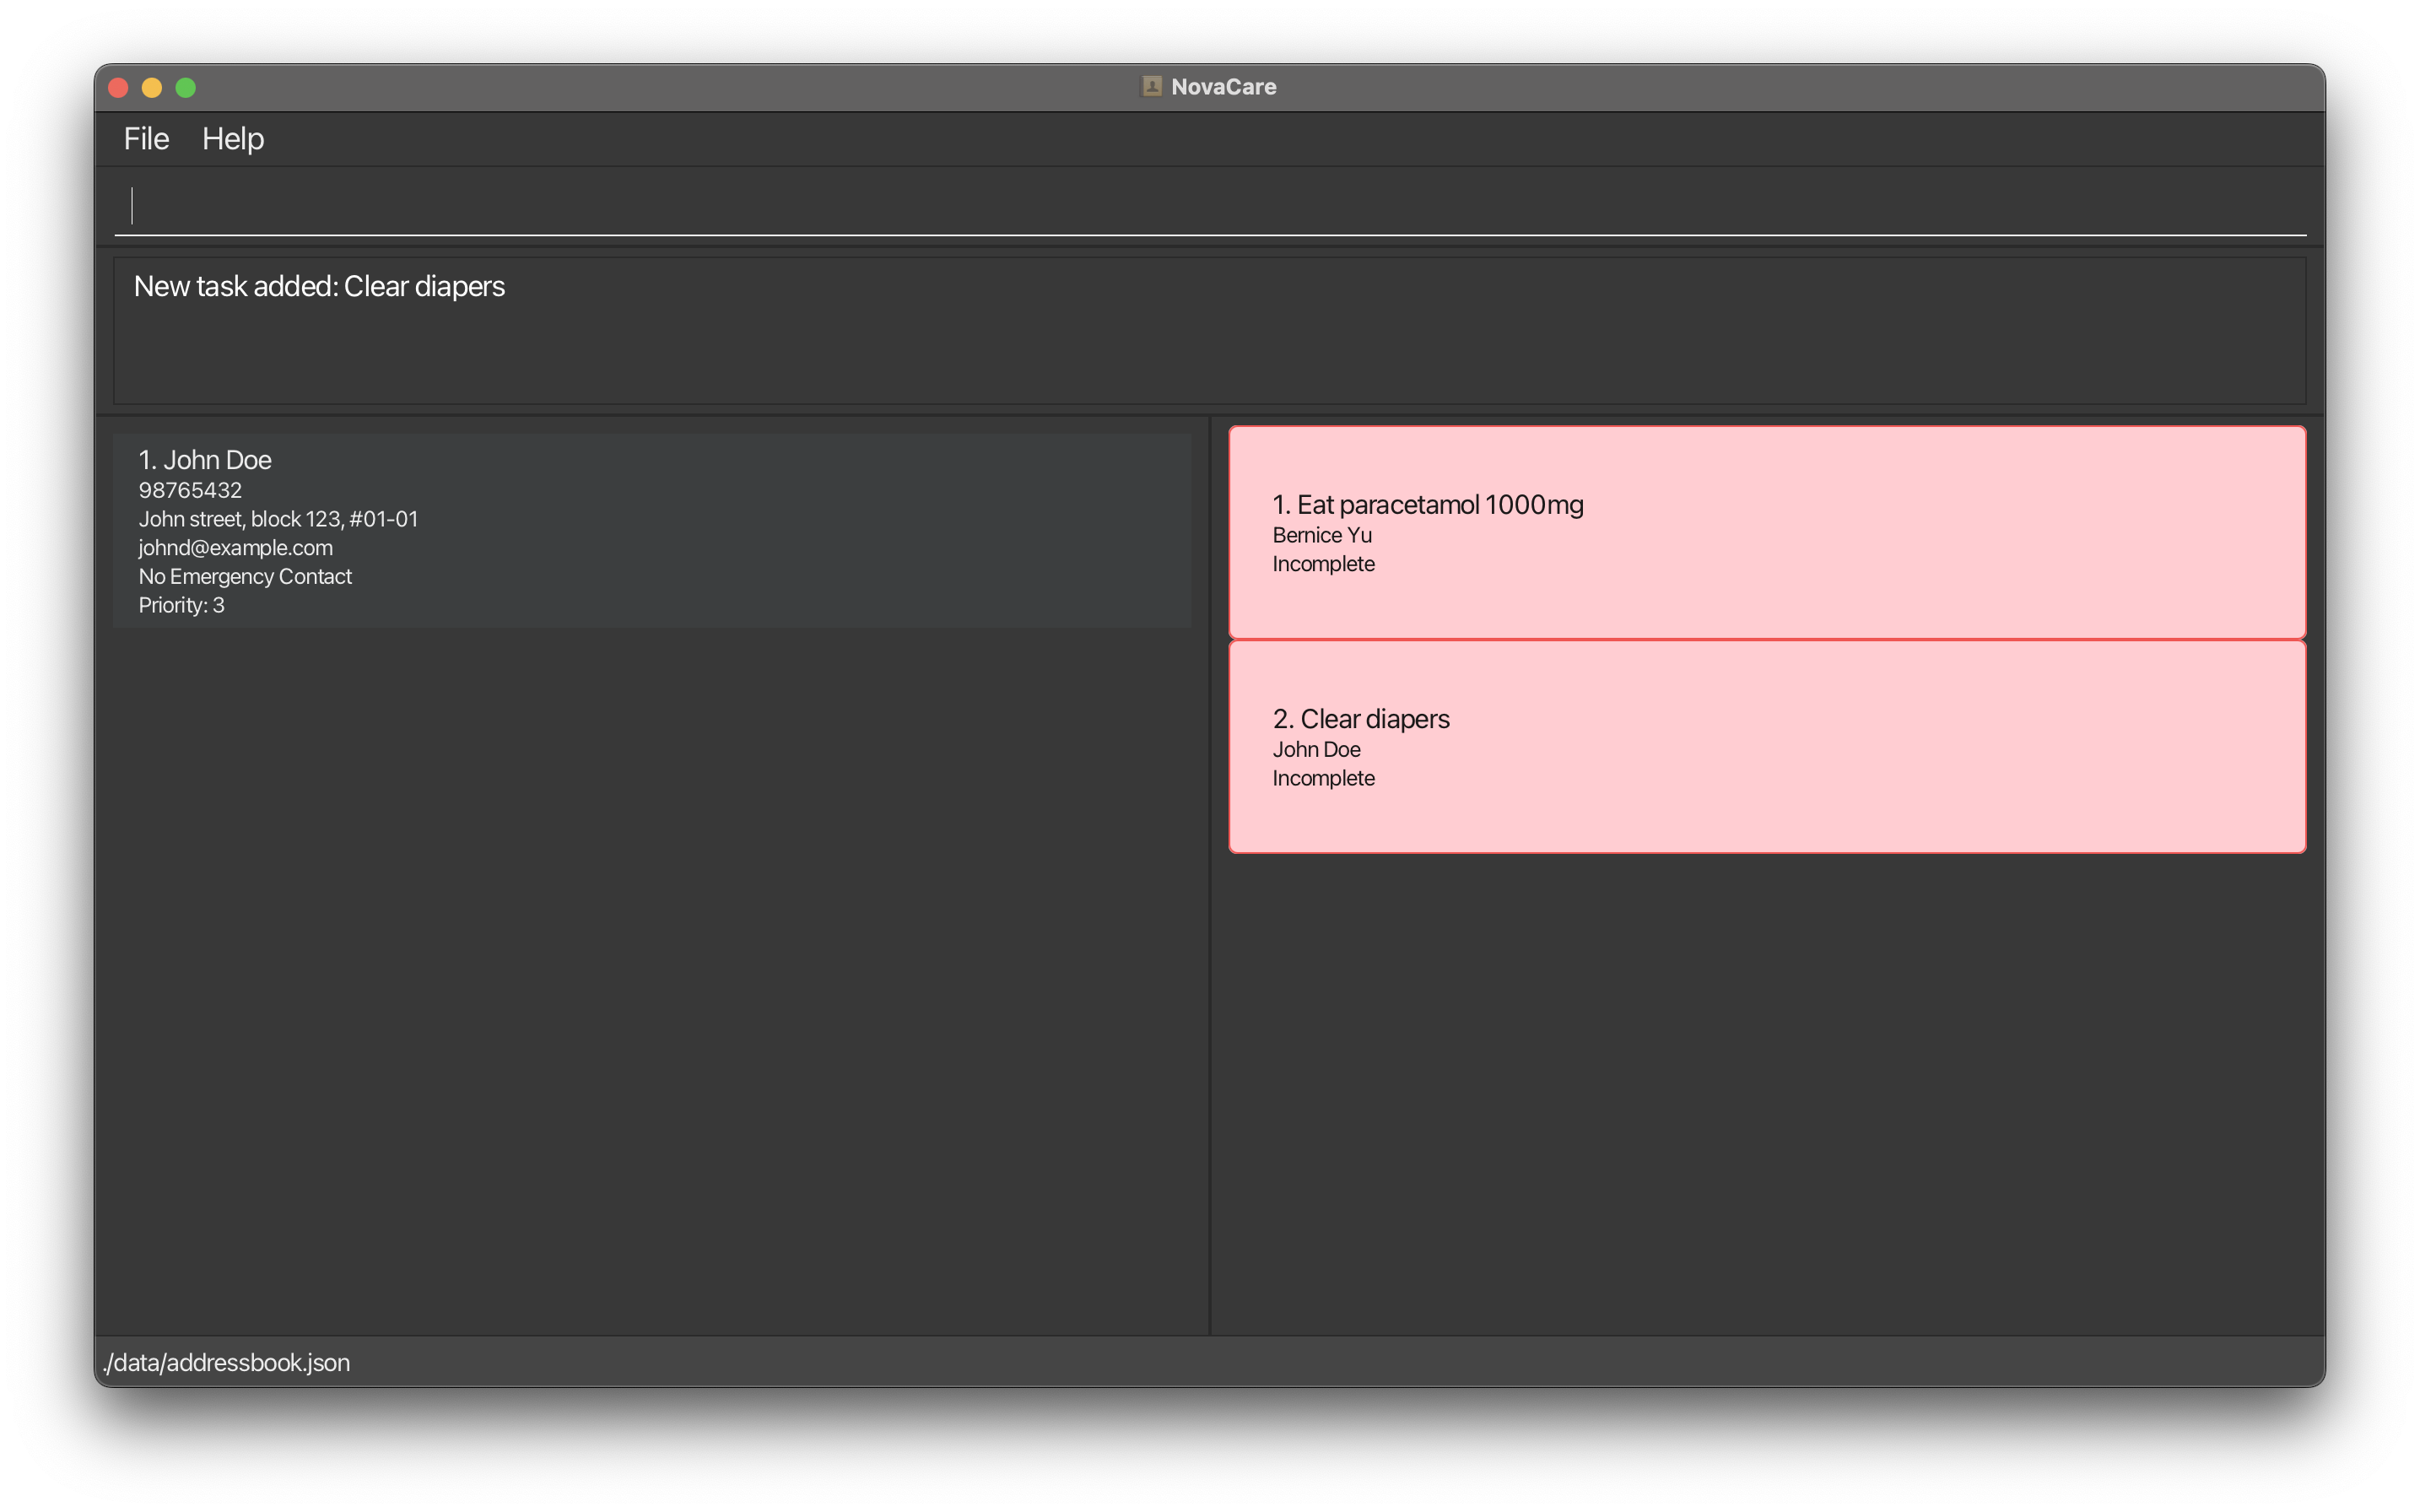 NovaCare
File Help
New task added: Clear diapers
1. John Doe
98765432
John street, block 123, #01-01
johnd@example.com
No Emergency Contact
Priority: 3
1. Eat paracetamol 1000mg
Bernice Yu
Incomplete
2. Clear diapers
John Doe
Incomplete
./data/addressbook.json